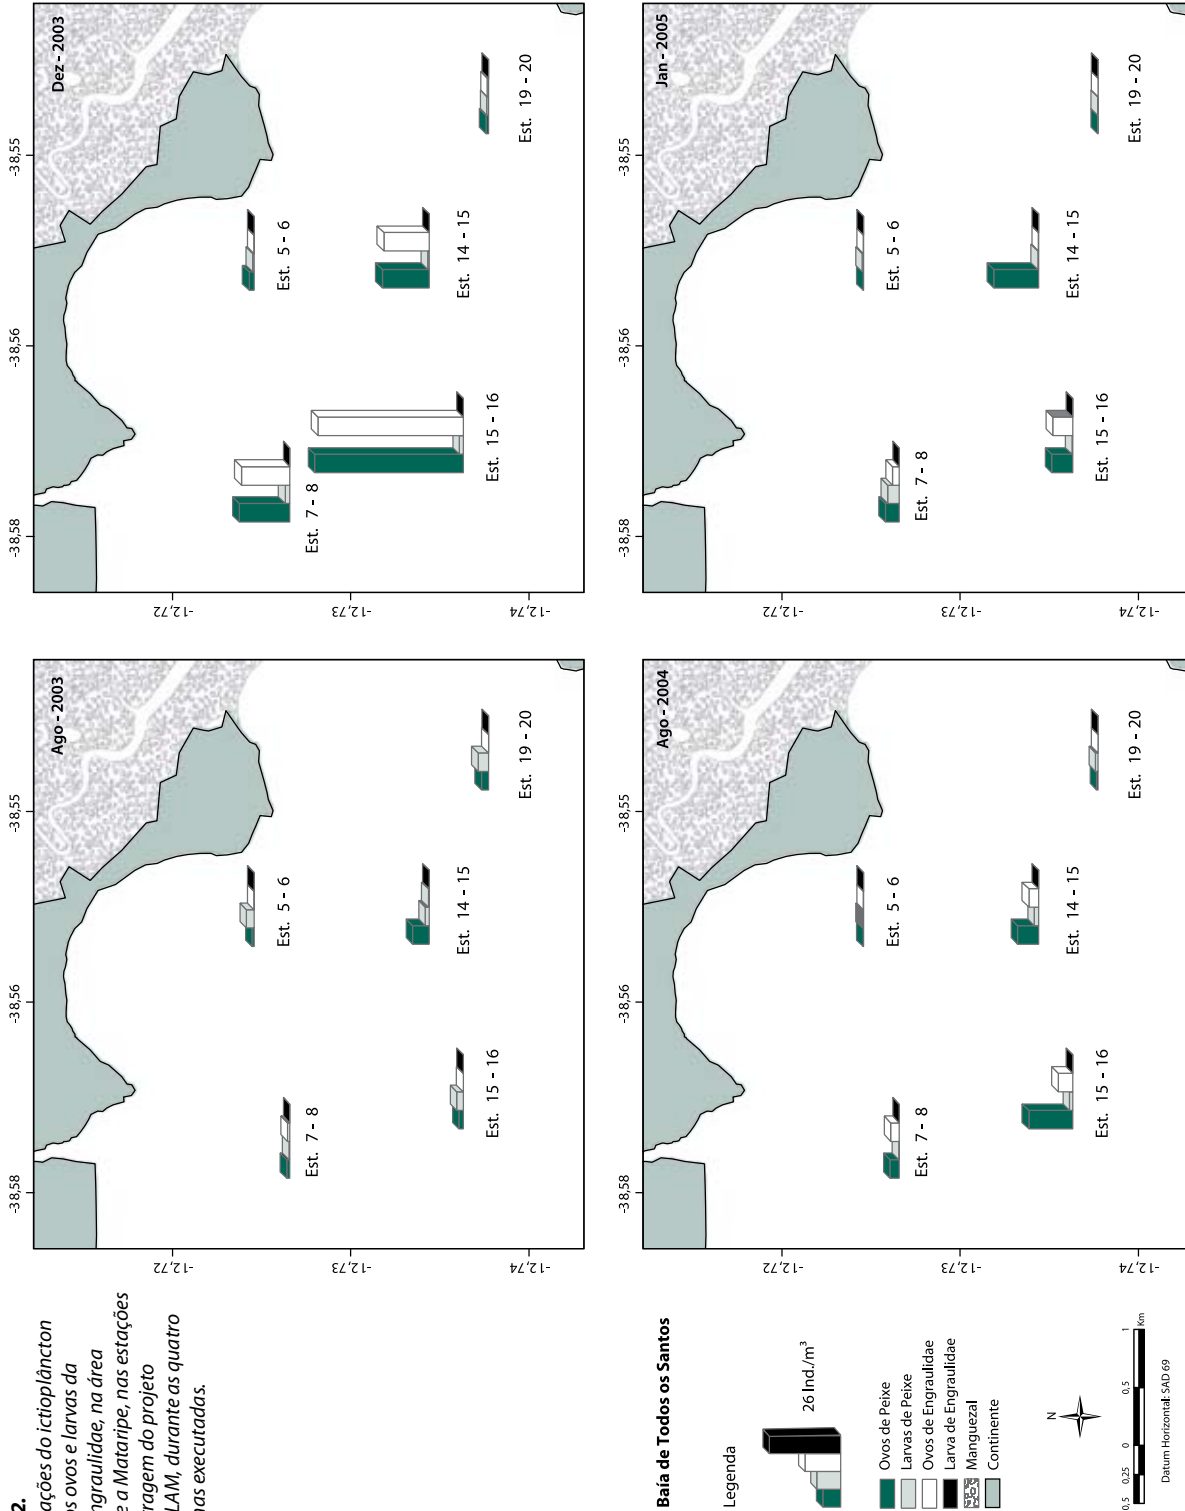 2.
ações do ictioplâncton
s ovos e larvas da
ngraulidae, na área
e a Mataripe, nas estações
rragem do projeto
LAM, durante as quatro
nas executadas.
Ago - 2003
-38,58
-38,56
-38,55
-12,72
-12,73
-12,74
Est. 7 - 8
Est. 5 - 6
Est. 15 - 16
Est. 14 - 15
Est. 19 - 20
Dez - 2003
-38,58
-38,56
-38,55
-12,72
-12,73
-12,74
Est. 7 - 8
Est. 5 - 6
Est. 15 - 16
Est. 14 - 15
Est. 19 - 20
Baía de Todos os Santos
Legenda
26 Ind./m³
Ovos de Peixe
Larvas de Peixe
Ovos de Engraulidae
Larva de Engraulidae
Manguezal
Continente
N
0,5 0,25 0 0,5 1
Km
Datum Horizontal: SAD 69
Ago - 2004
-12,72
-12,73
-12,74
Est. 7 - 8
Est. 5 - 6
Est. 15 - 16
Est. 14 - 15
Est. 19 - 20
Jan - 2005
-12,72
-12,73
-12,74
Est. 7 - 8
Est. 5 - 6
Est. 15 - 16
Est. 14 - 15
Est. 19 - 20
-38,58
-38,56
-38,55
-38,58
-38,56
-38,55